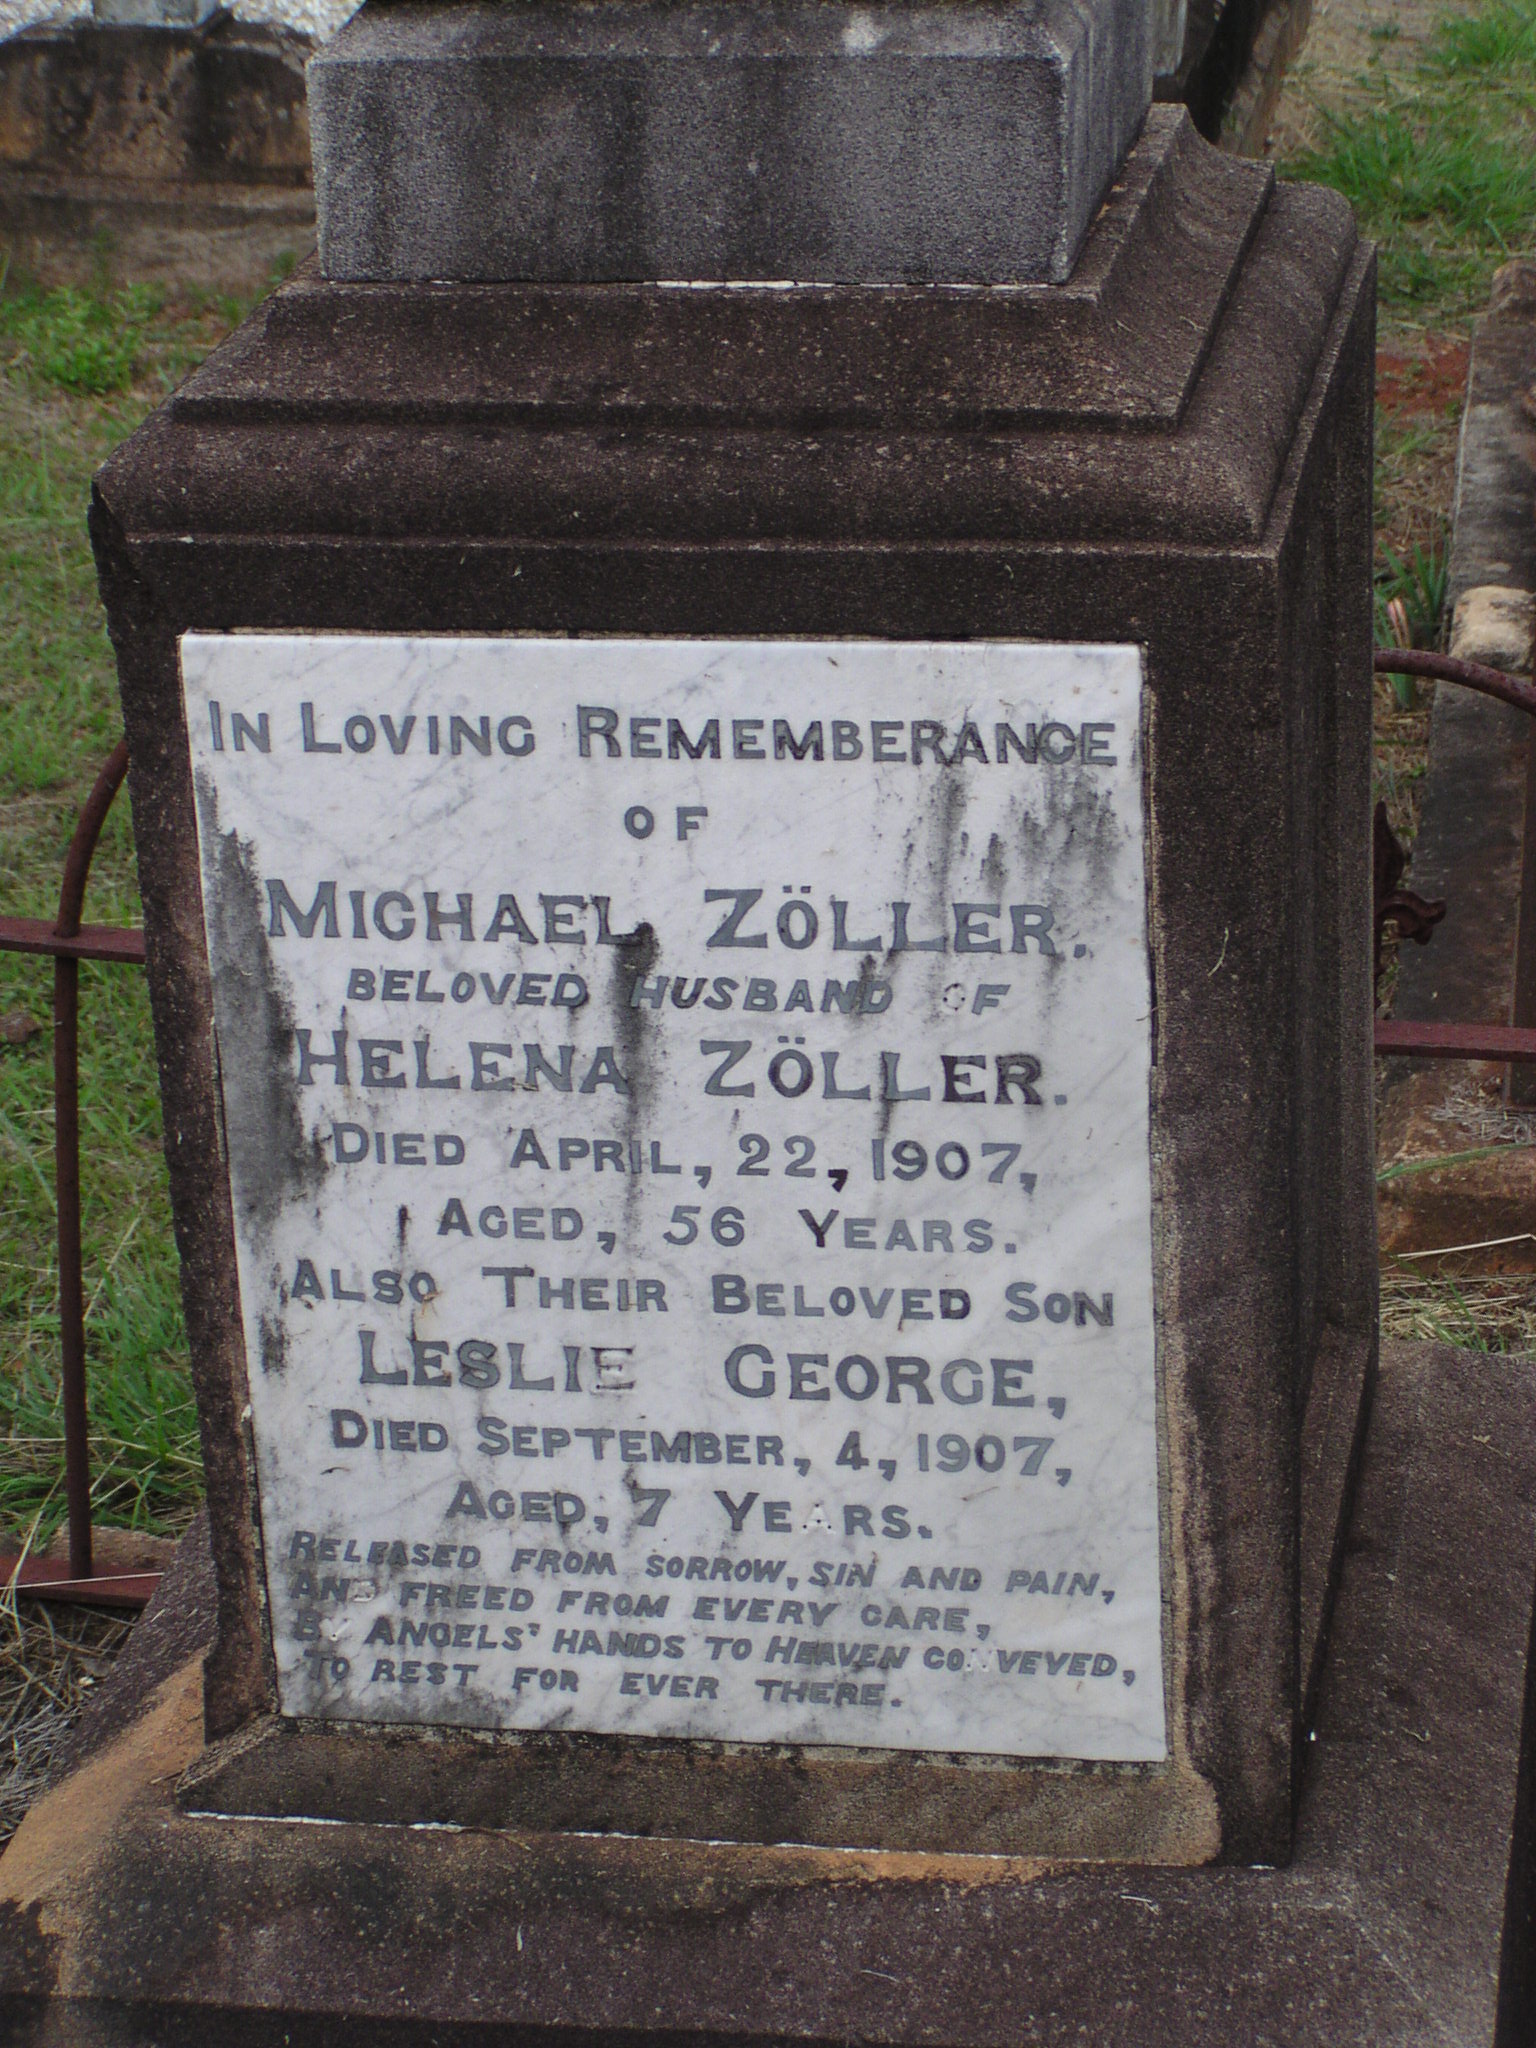 IN LOVING REMEMBERANCE
OF
MICHAEL ZÖLLER.
BELOVED HUSBAND OF
HELENA ZÖLLER.
DIED APRIL, 22, 1907,
AGED, 56 YEARS.
ALSO THEIR BELOVED SON
LESLIE GEORGE,
DIED SEPTEMBER, 4, 1907,
AGED, 7 YEARS.
RELEASED FROM SORROW, SIN AND PAIN,
AND FREED FROM EVERY CARE,
BY ANGELS' HANDS TO HEAVEN CONVEYED,
TO REST FOR EVER THERE.